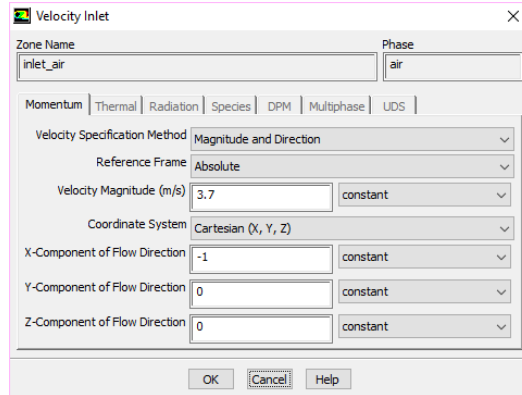 Velocity Inlet
Zone Name Phase
inlet_air air
Momentum Thermal Radiation Species DPM Multiphase UDS
Velocity Specification Method Magnitude and Direction
Reference Frame Absolute
Velocity Magnitude (m/s) 3.7 constant
Coordinate System Cartesian (X, Y, Z)
X-Component of Flow Direction -1 constant
Y-Component of Flow Direction 0 constant
Z-Component of Flow Direction 0 constant
OK Cancel Help